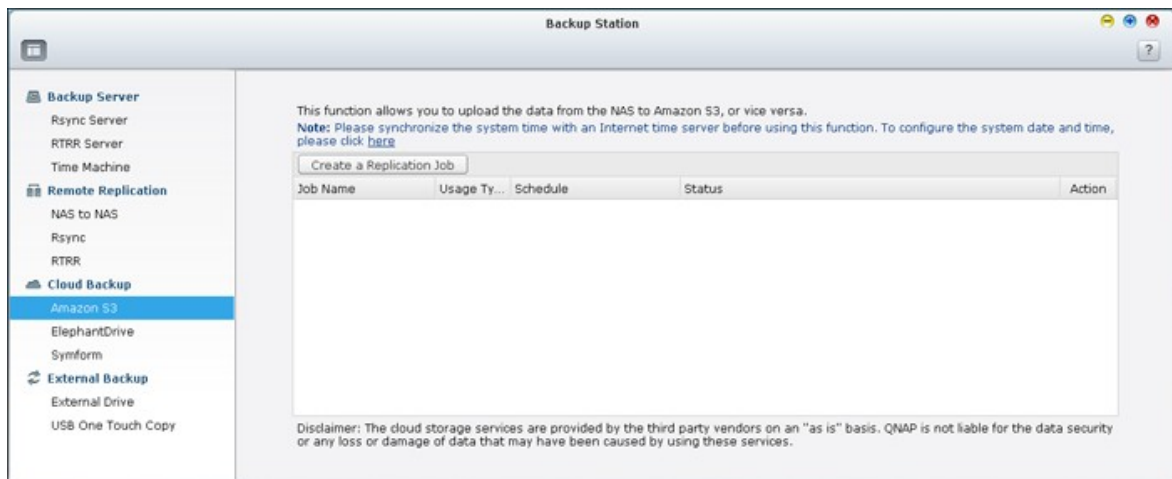 Backup Station
?
Backup Server
Rsync Server
RTRR Server
Time Machine
Remote Replication
NAS to NAS
Rsync
RTRR
Cloud Backup
Amazon S3
ElephantDrive
Symform
External Backup
External Drive
USB One Touch Copy
This function allows you to upload the data from the NAS to Amazon S3, or vice versa.
Note: Please synchronize the system time with an Internet time server before using this function. To configure the system date and time,
please click here
Create a Replication Job
Job Name Usage Ty... Schedule Status Action
Disclaimer: The cloud storage services are provided by the third party vendors on an "as is" basis. QNAP is not liable for the data security
or any loss or damage of data that may have been caused by using these services.